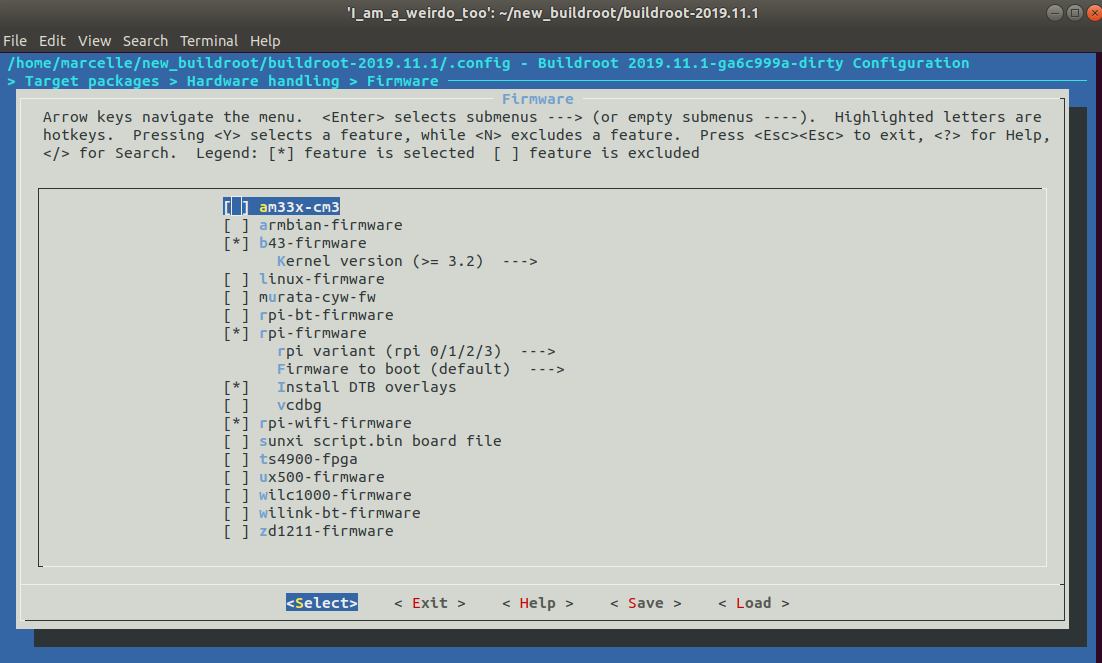 'I_am_a_weirdo_too': ~/new_buildroot/buildroot-2019.11.1
File Edit View Search Terminal Help
/home/marcelle/new_buildroot/buildroot-2019.11.1/.config - Buildroot 2019.11.1-ga6c999a-dirty Configuration
> Target packages > Hardware handling > Firmware
Firmware
Arrow keys navigate the menu.  <Enter> selects submenus ---> (or empty submenus ----).  Highlighted letters are
hotkeys.  Pressing <Y> selects a feature, while <N> excludes a feature.  Press <Esc><Esc> to exit, <?> for Help,
</> for Search.  Legend: [*] feature is selected  [ ] feature is excluded
[ ] am33x-cm3
[ ] armbian-firmware
[*] b43-firmware
Kernel version (>= 3.2)  --->
[ ] linux-firmware
[ ] murata-cyw-fw
[ ] rpi-bt-firmware
[*] rpi-firmware
rpi variant (rpi 0/1/2/3)  --->
Firmware to boot (default)  --->
[*]   Install DTB overlays
[ ]   vcdbg
[*] rpi-wifi-firmware
[ ] sunxi script.bin board file
[ ] ts4900-fpga
[ ] ux500-firmware
[ ] wilc1000-firmware
[ ] wilink-bt-firmware
[ ] zd1211-firmware
<Select>    < Exit >    < Help >    < Save >    < Load >